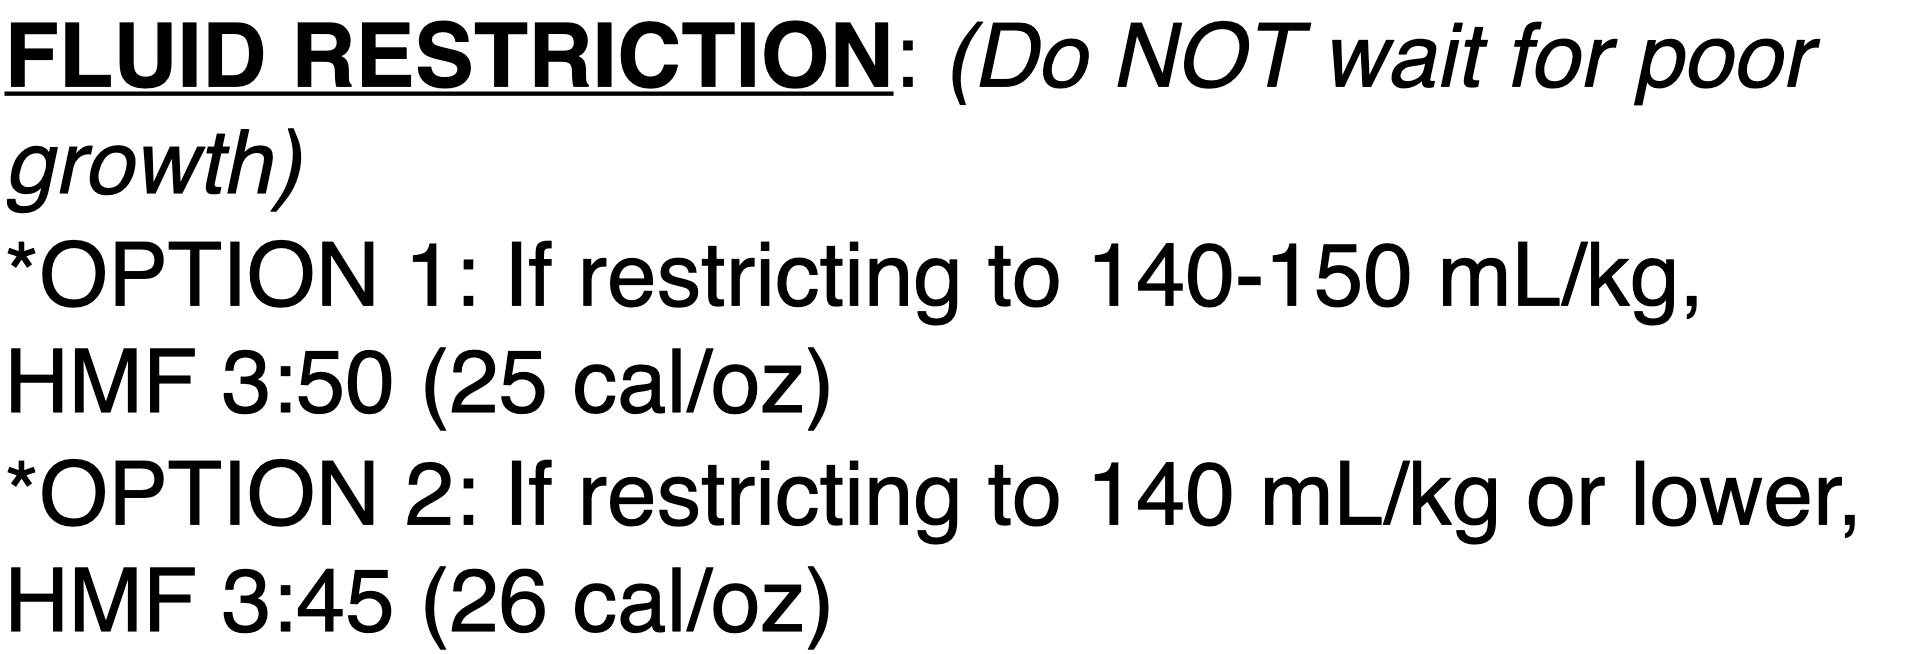 FLUID RESTRICTION: (Do NOT wait for poor
growth)
*OPTION 1: If restricting to 140-150 mL/kg,
HMF 3:50 (25 cal/oz)
*OPTION 2: If restricting to 140 mL/kg or lower,
HMF 3:45 (26 cal/oz)